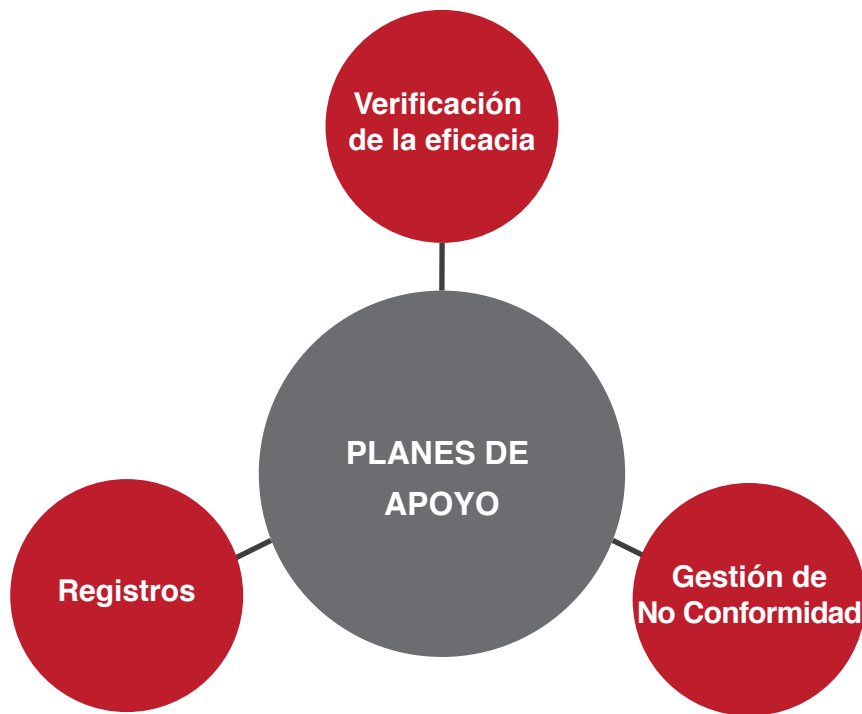 Verificación
de la eficacia
PLANES DE
APOYO
Registros
Gestión de
No Conformidad